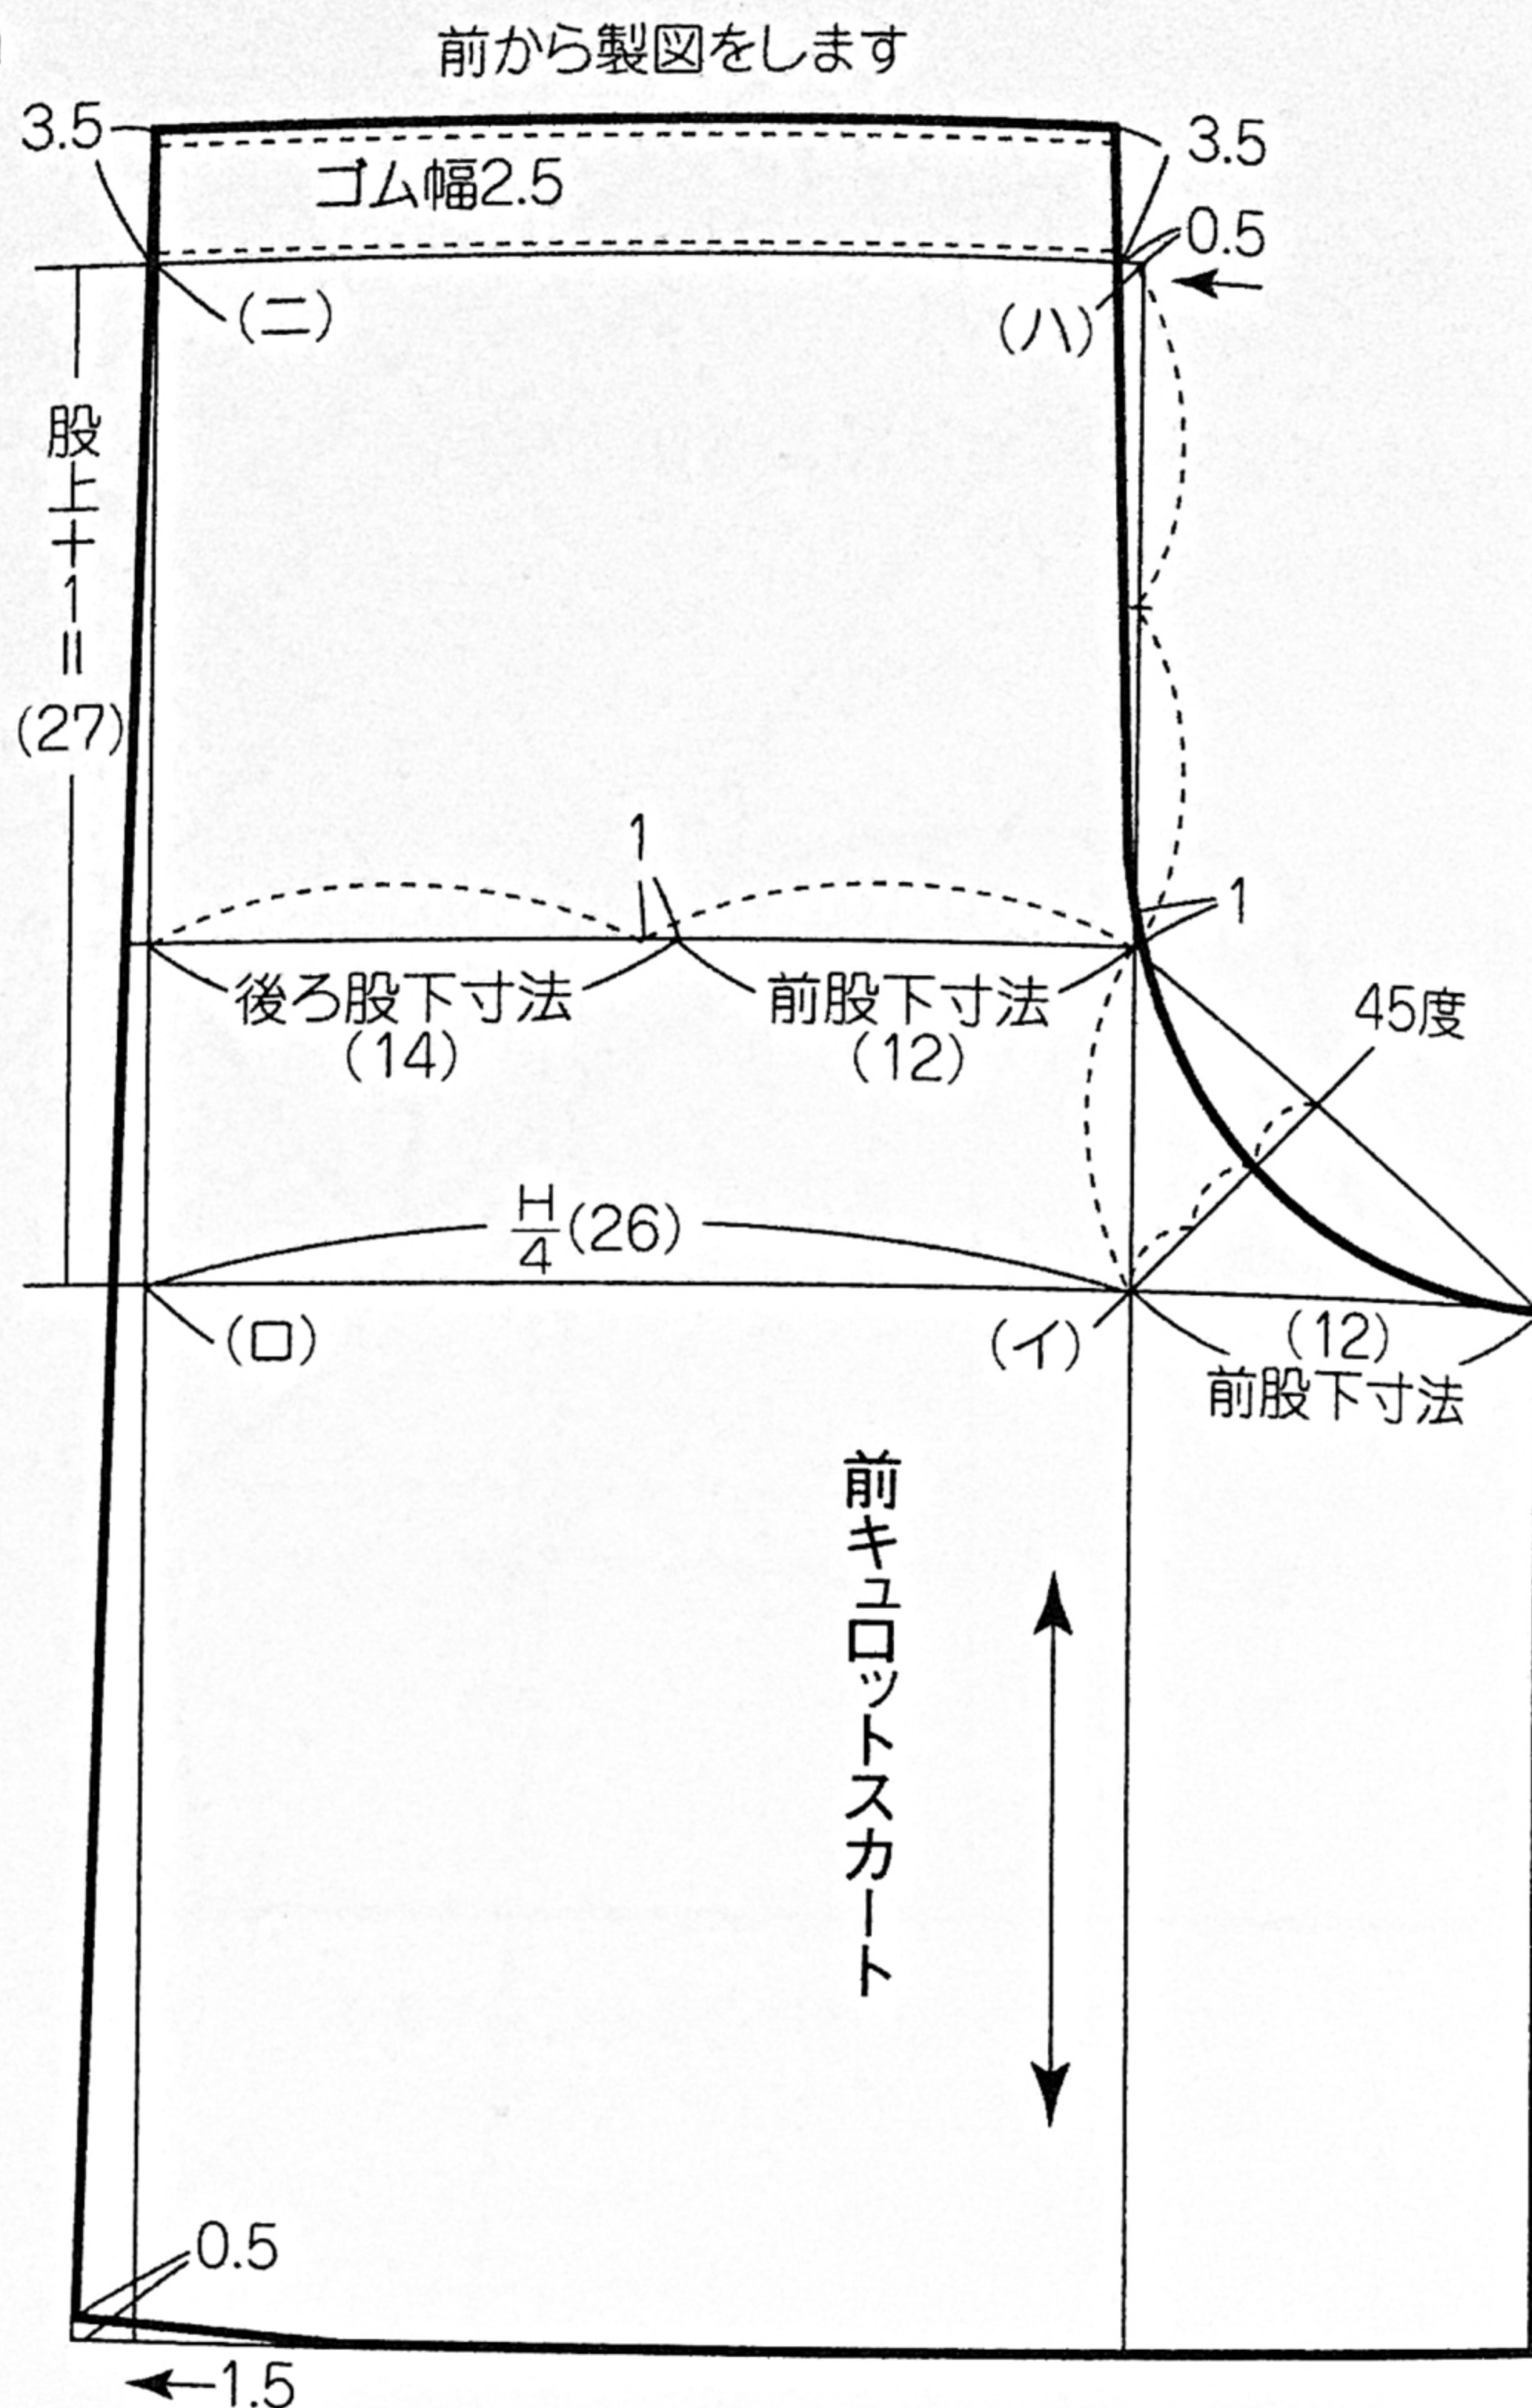 前から製図をします
3.5
3.5
ゴム幅2.5
0.5
(ニ)
(ハ)
股上+1=
(27)
1
1
後ろ股下寸法
(14)
前股下寸法
(12)
45度
H/4(26)
(ロ)
(イ)
(12)
前股下寸法
前キュロットスカート
0.5
1.5